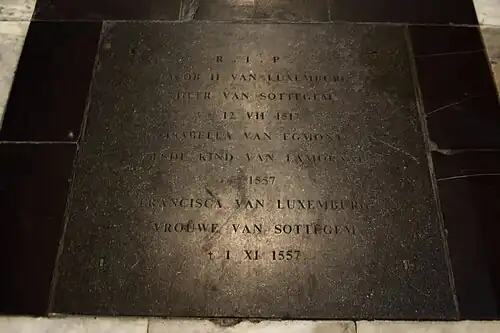 R.I.P.
JACOB II VAN LUXEMBURG
HEER VAN SOTTEGEM
† 12 VII 1517
ISABELLA VAN EGMONT
KIND VAN LAMORAAL
1557
FRANCISCA VAN LUXEMBURG
VROUWE VAN SOTTEGEM
† 1 XI 1557